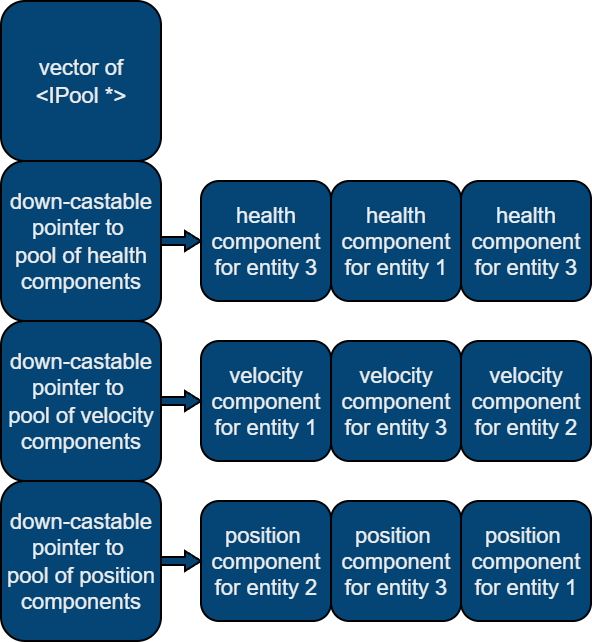 vector of
<IPool *>
down-castable
pointer to
pool of health
components
health
component
for entity 3
health
component
for entity 1
health
component
for entity 3
down-castable
pointer to
pool of velocity
components
velocity
component
for entity 1
velocity
component
for entity 3
velocity
component
for entity 2
down-castable
pointer to
pool of position
components
position
component
for entity 2
position
component
for entity 3
position
component
for entity 1